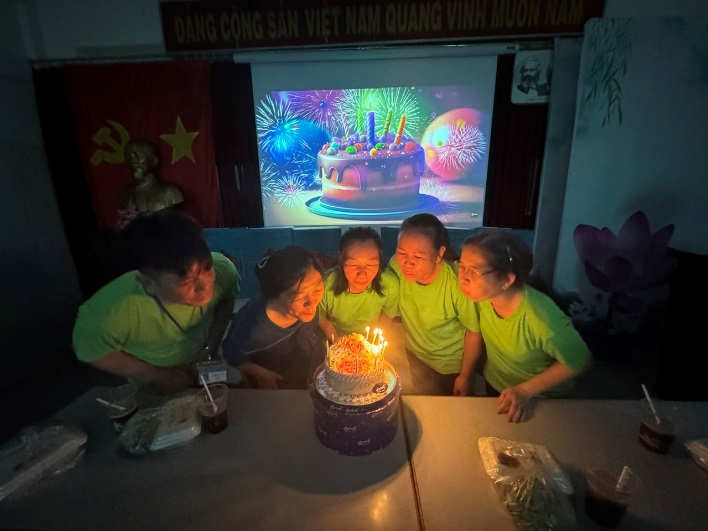 ĐẢNG CỘNG SẢN VIỆT NAM QUANG VINH MUÔN NĂM